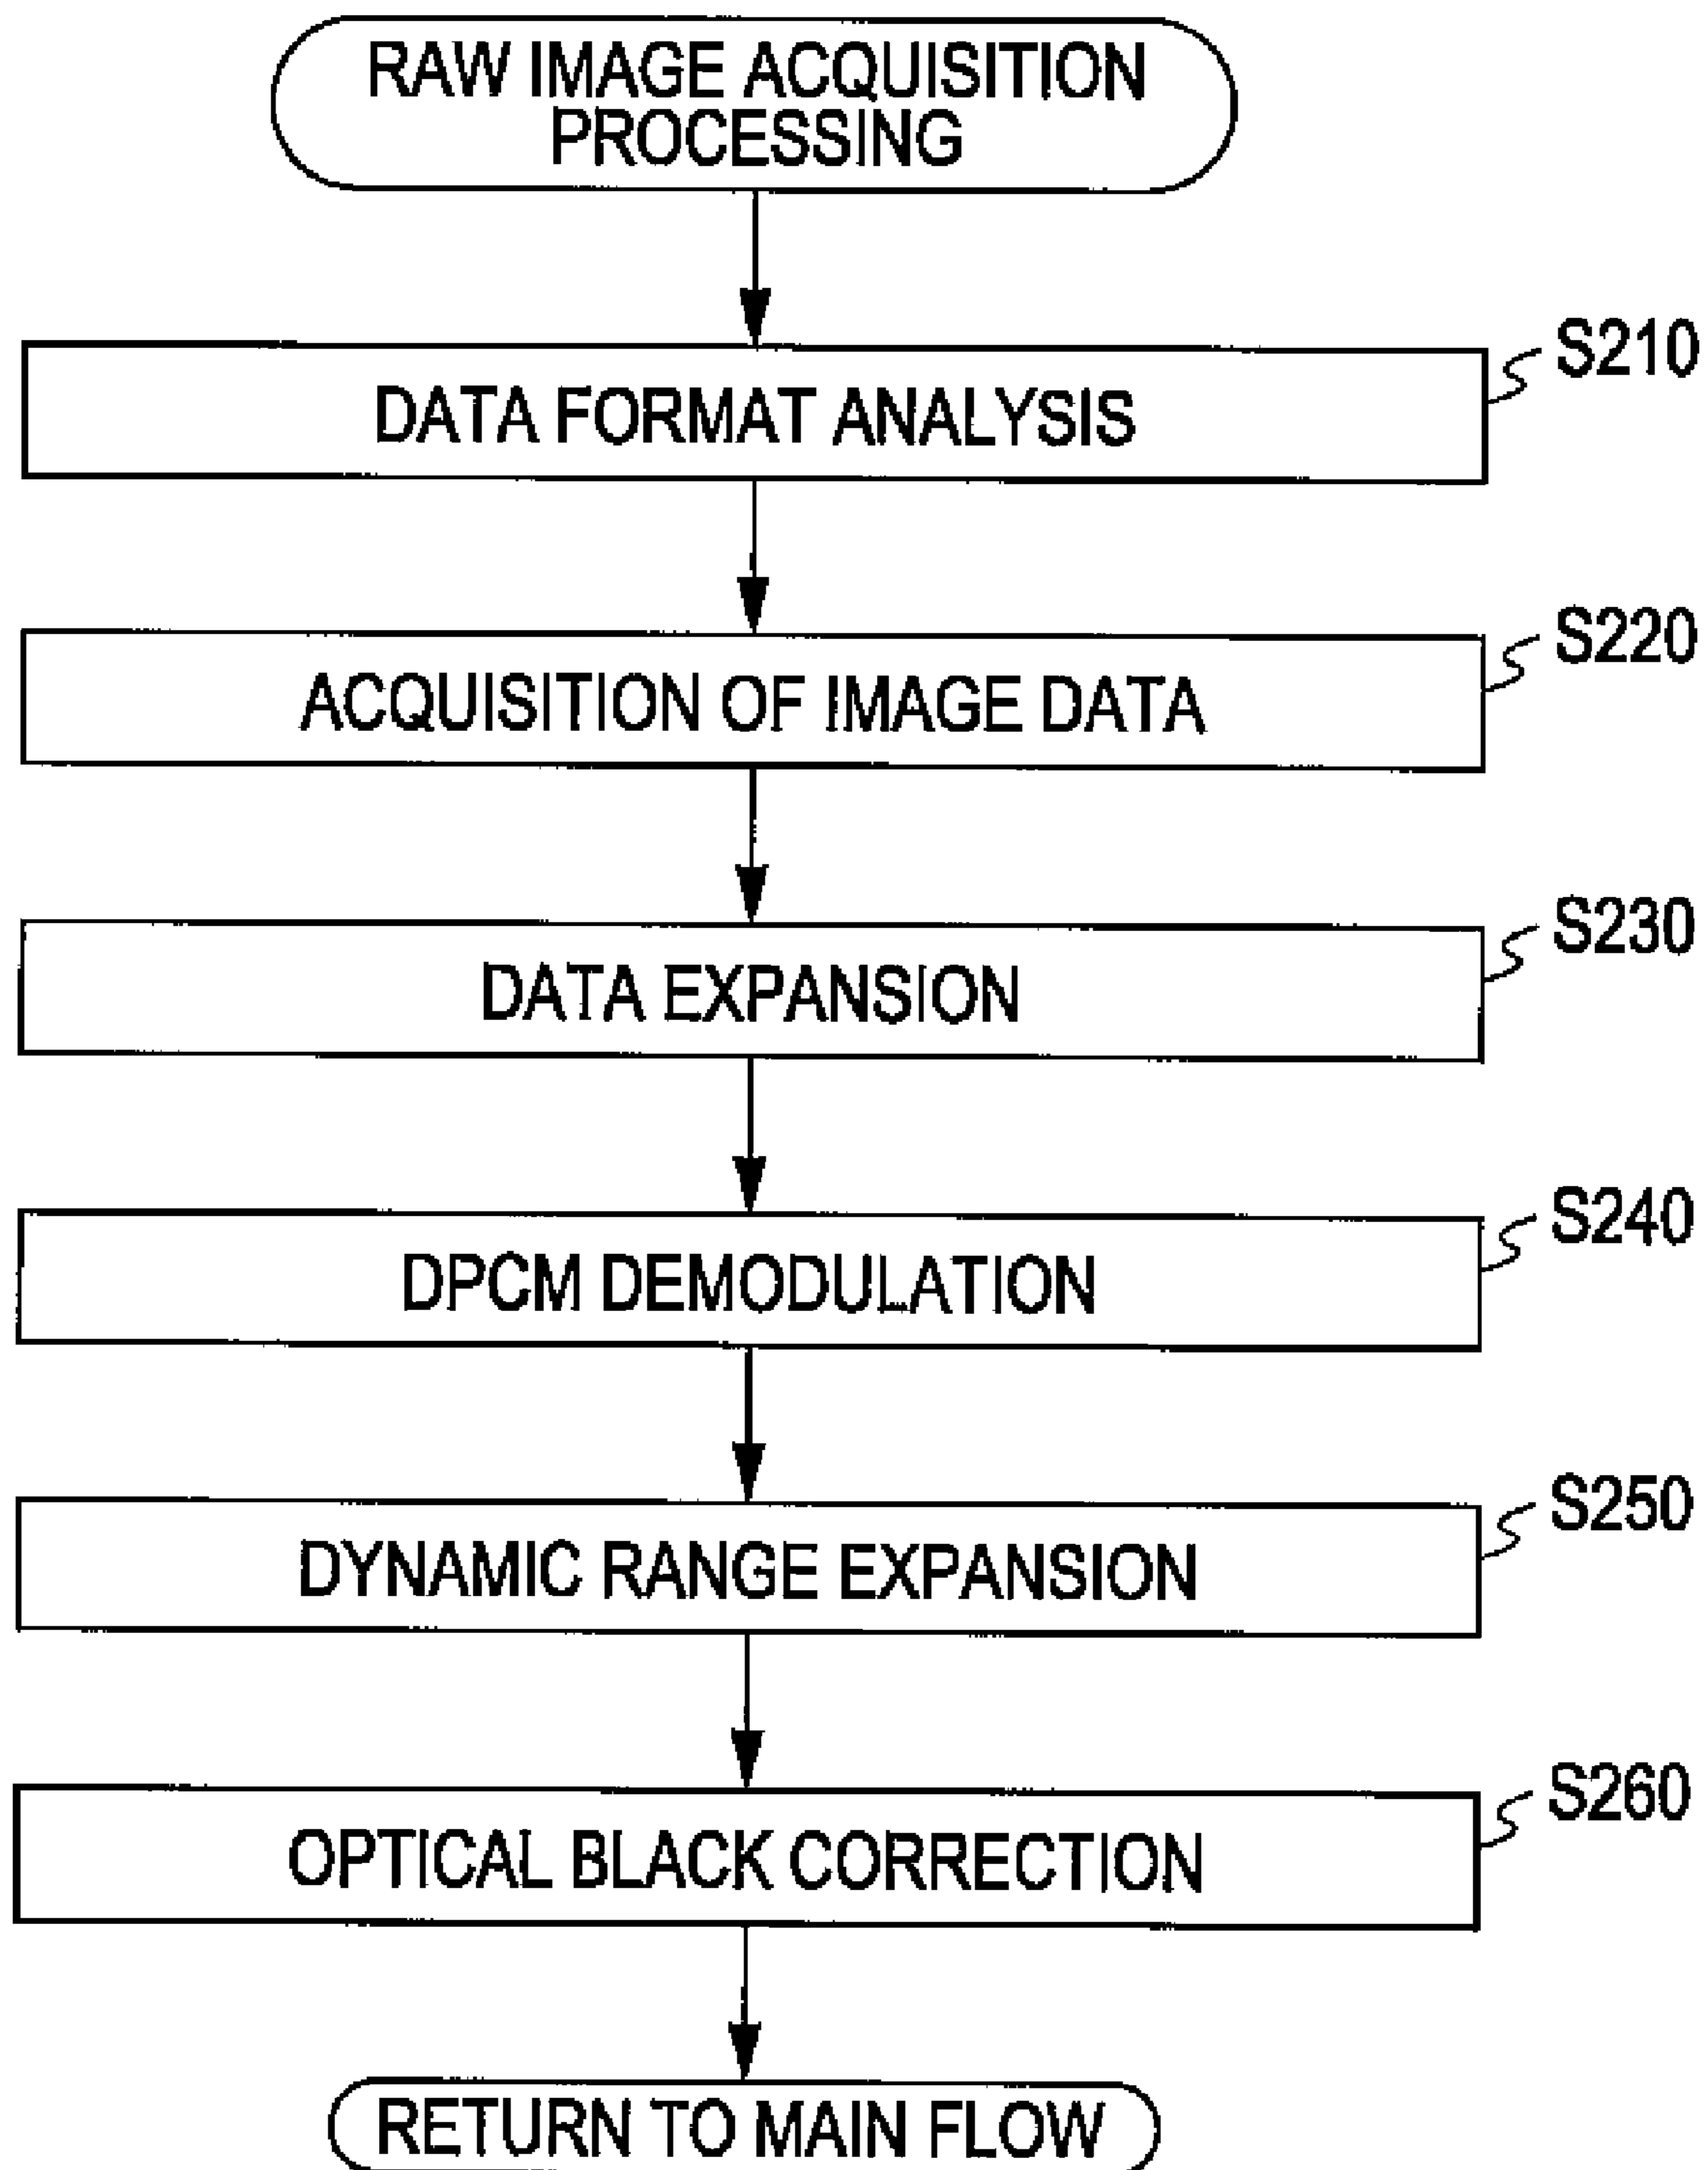 RAW IMAGE ACQUISITION
PROCESSING
S210
DATA FORMAT ANALYSIS
S220
ACQUISITION OF IMAGE DATA
S230
DATA EXPANSION
S240
DPCM DEMODULATION
S250
DYNAMIC RANGE EXPANSION
S260
OPTICAL BLACK CORRECTION
RETURN TO MAIN FLOW